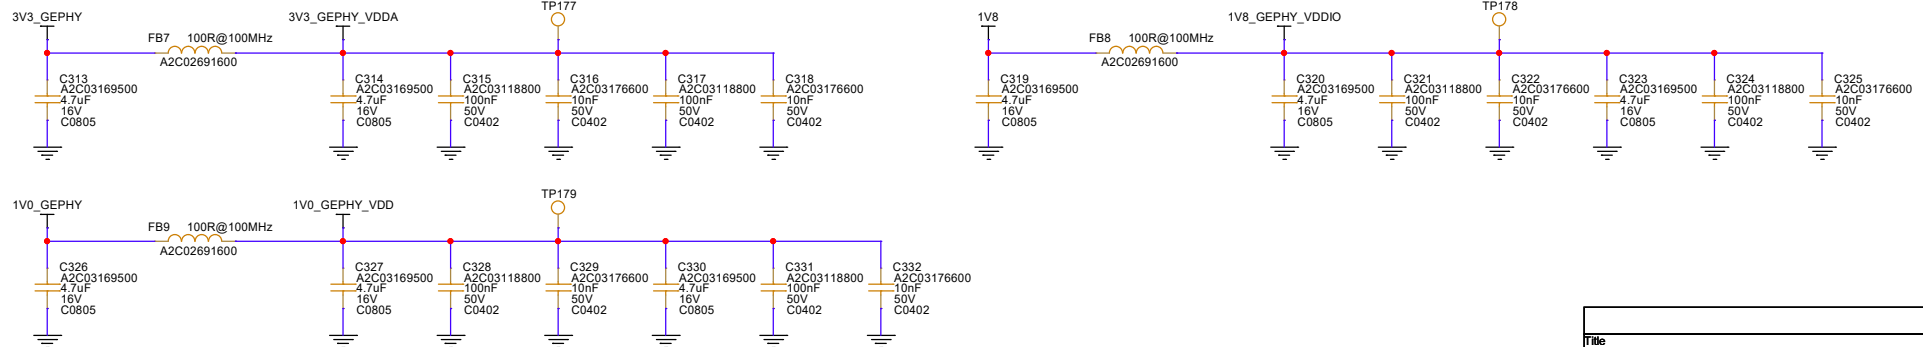 3V3_GEPHY
3V3_GEPHY_VDDA
TP177
FB7 100R@100MHz
A2C02691600
C313
A2C03169500
4.7uF
16V
C0805
C314
A2C03169500
4.7uF
16V
C0805
C315
A2C03118800
100nF
50V
C0402
C316
A2C03176600
10nF
50V
C0402
C317
A2C03118800
100nF
50V
C0402
C318
A2C03176600
10nF
50V
C0402
1V8
1V8_GEPHY_VDDIO
TP178
FB8 100R@100MHz
A2C02691600
C319
A2C03169500
4.7uF
16V
C0805
C320
A2C03169500
4.7uF
16V
C0805
C321
A2C03118800
100nF
50V
C0402
C322
A2C03176600
10nF
50V
C0402
C323
A2C03169500
4.7uF
16V
C0805
C324
A2C03118800
100nF
50V
C0402
C325
A2C03176600
10nF
50V
C0402
1V0_GEPHY
1V0_GEPHY_VDD
TP179
FB9 100R@100MHz
A2C02691600
C326
A2C03169500
4.7uF
16V
C0805
C327
A2C03169500
4.7uF
16V
C0805
C328
A2C03118800
100nF
50V
C0402
C329
A2C03176600
10nF
50V
C0402
C330
A2C03169500
4.7uF
16V
C0805
C331
A2C03118800
100nF
50V
C0402
C332
A2C03176600
10nF
50V
C0402
Title